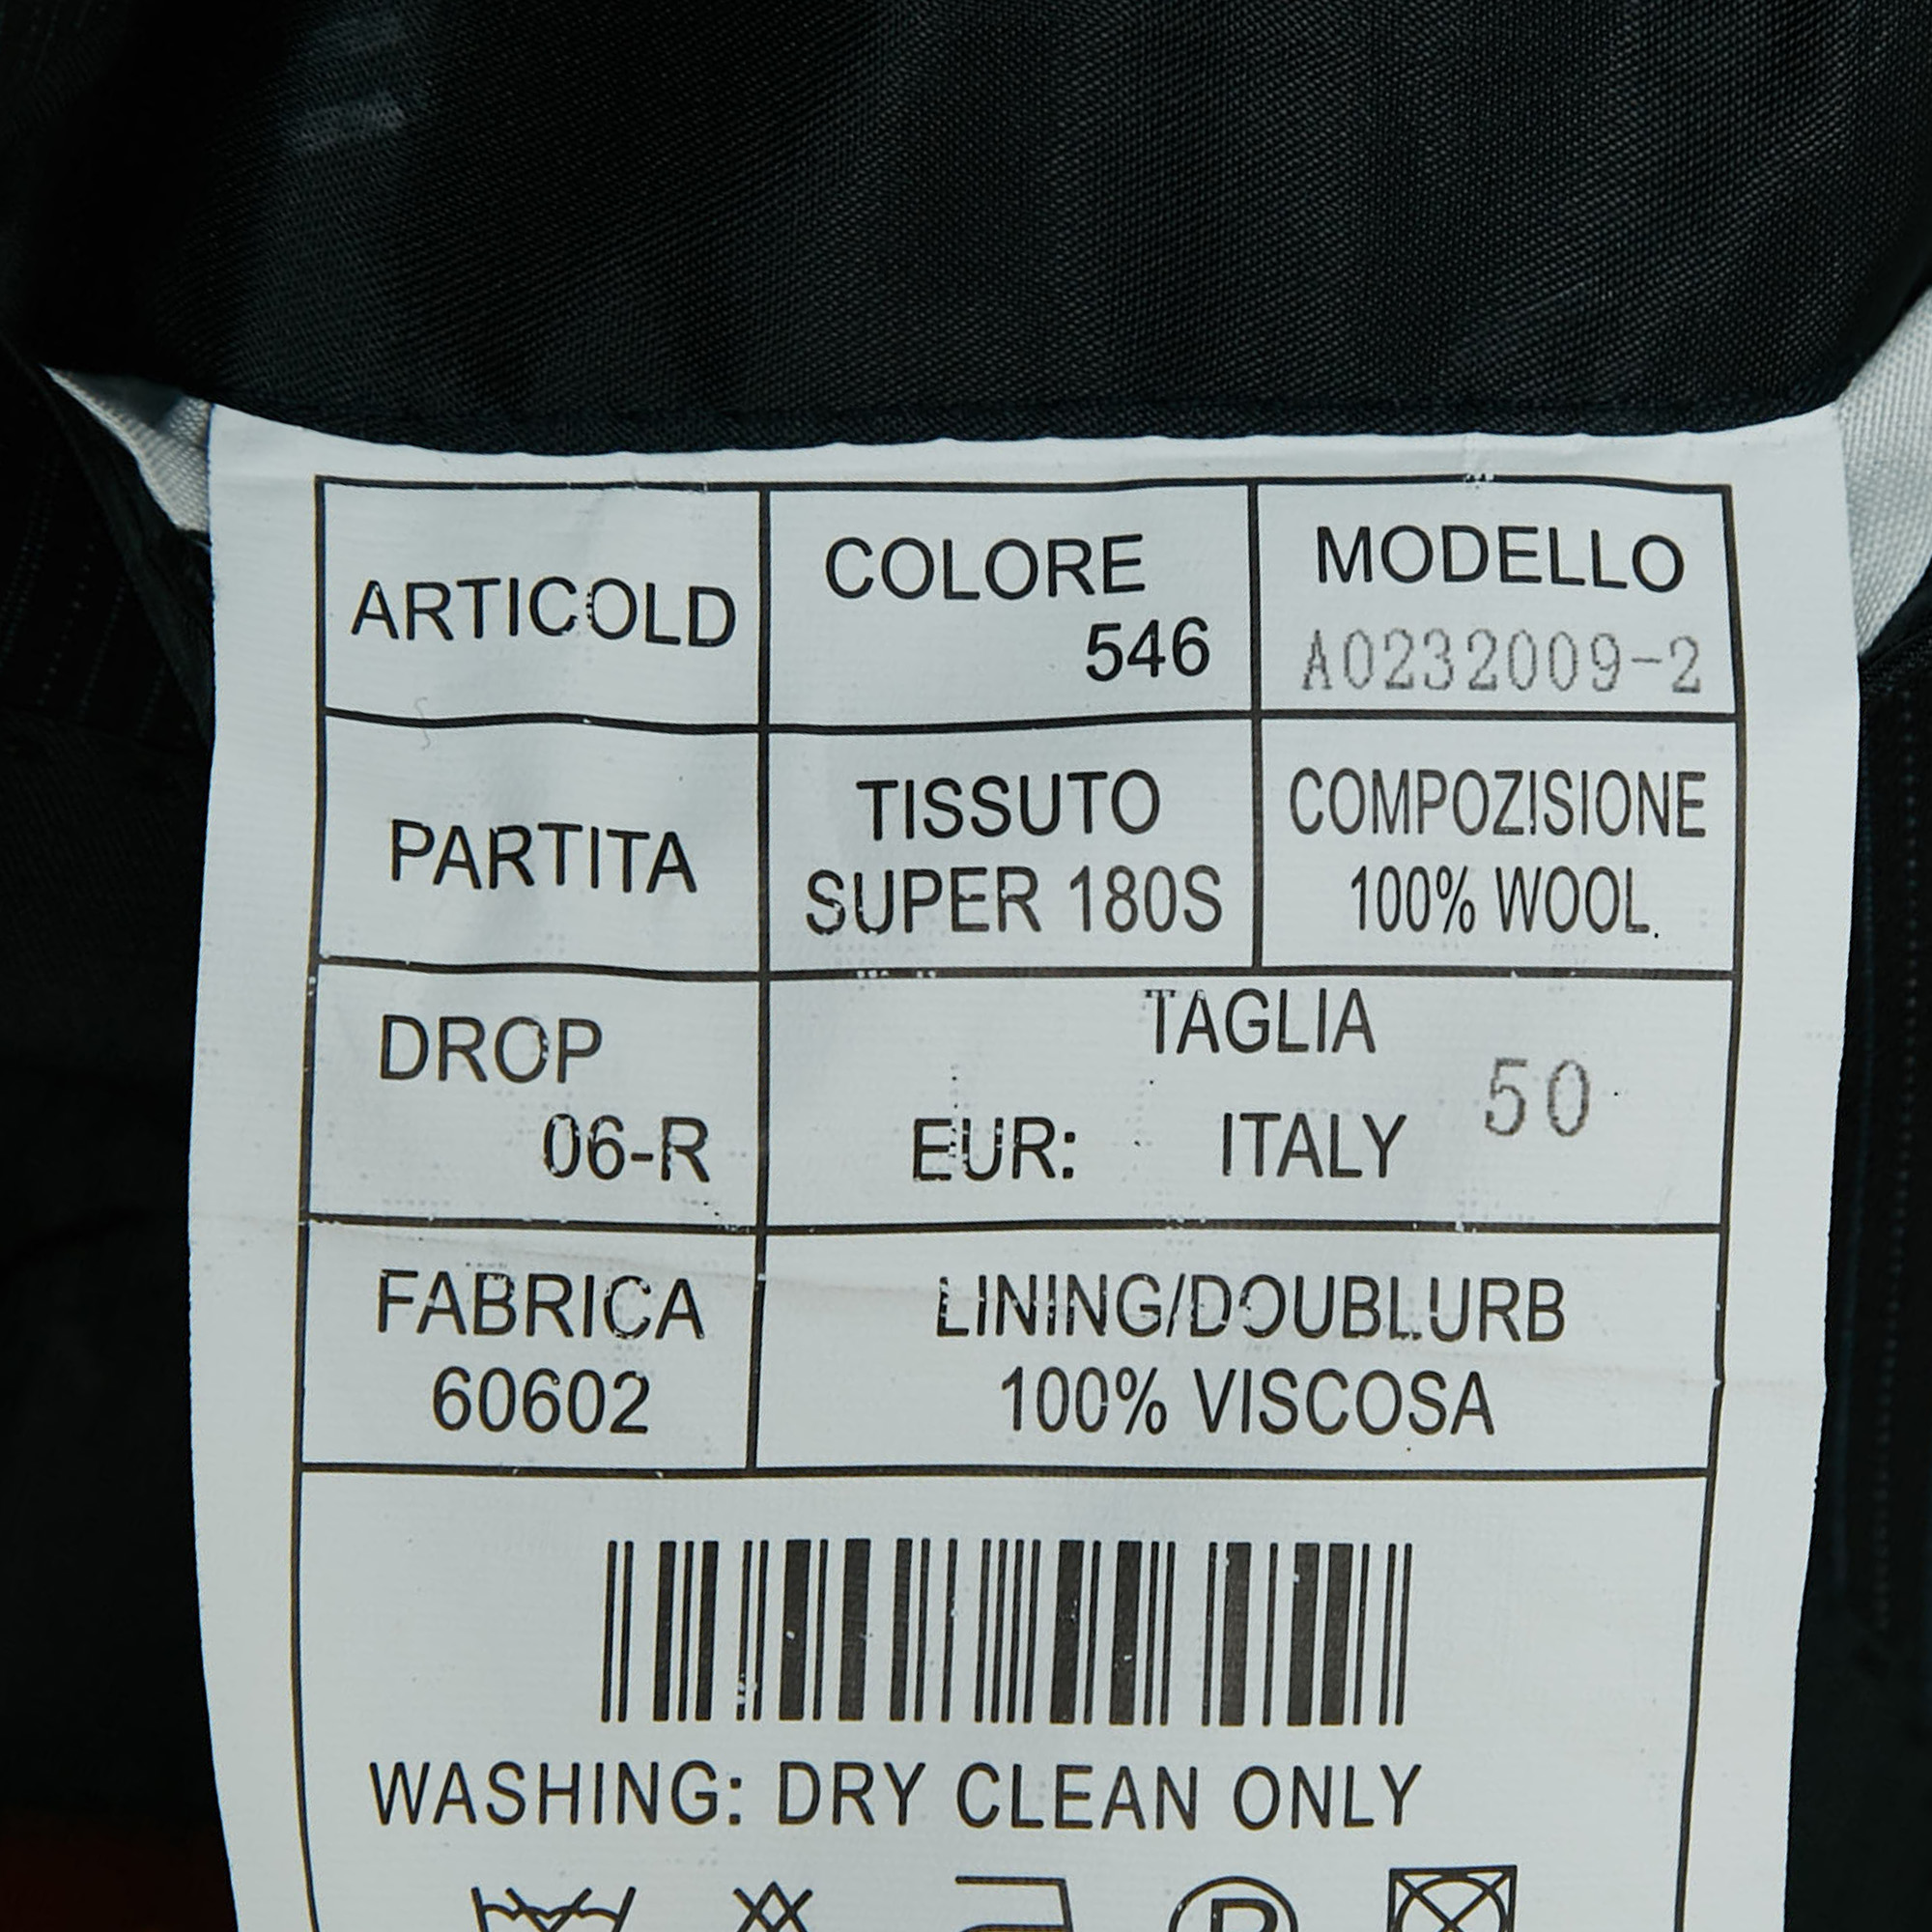 ARTICOLD
COLORE
546
MODELLO
A0232009-2
PARTITA
TISSUTO
SUPER 180S
COMPOZISIONE
100% WOOL.
DROP
06-R
TAGLIA
EUR: ITALY 50
FABRICA
60602
LINING/DOUBLURB
100% VISCOSA
WASHING: DRY CLEAN ONLY
P